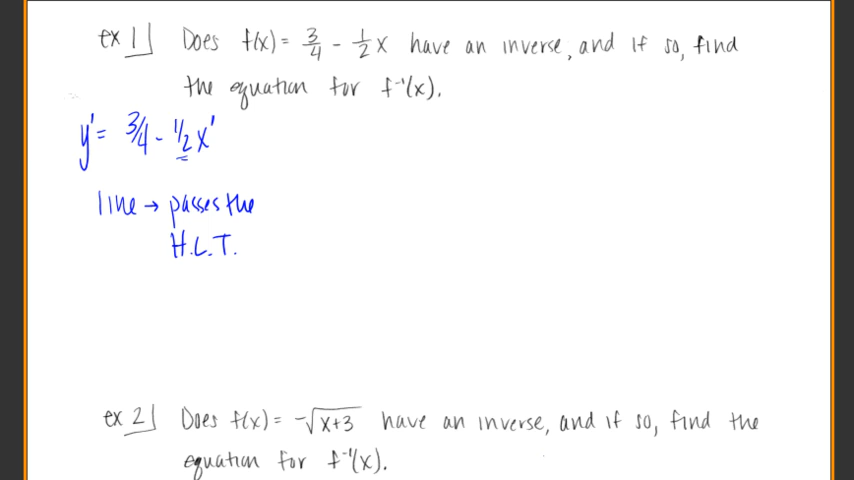 ex 1] Does f(x) = 3/4 - 1/2 x have an inverse, and if so, find
the equation for f⁻¹(x).
y' = 3/4 - 1/2 x'
line → passes the
H.L.T.
ex 2] Does f(x) = -√(x+3) have an inverse, and if so, find the
equation for f⁻¹(x).